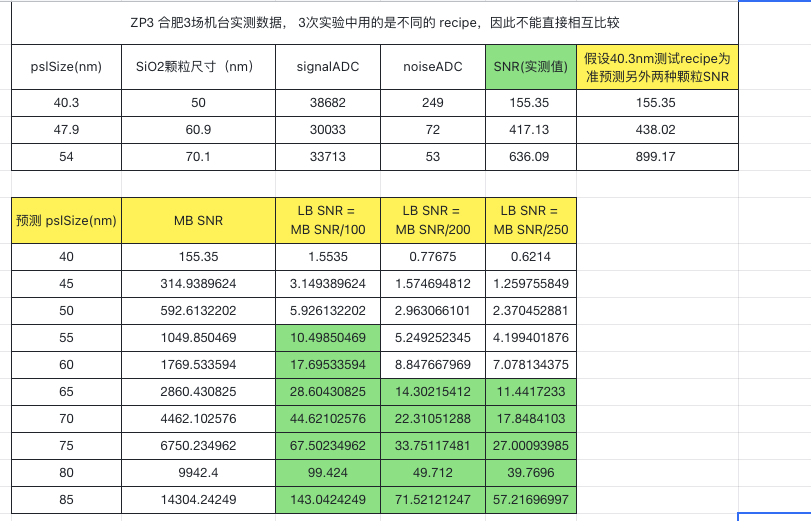 ZP3 合肥3场机台实测数据， 3次实验中用的是不同的 recipe，因此不能直接相互比较
pslSize(nm) SiO2颗粒尺寸（nm） signalADC noiseADC SNR(实测值) 假设40.3nm测试recipe为
准预测另外两种颗粒SNR
40.3 50 38682 249 155.35 155.35
47.9 60.9 30033 72 417.13 438.02
54 70.1 33713 53 636.09 899.17
预测 pslSize(nm) MB SNR LB SNR = LB SNR = LB SNR =
MB SNR/100 MB SNR/200 MB SNR/250
40 155.35 1.5535 0.77675 0.6214
45 314.9389624 3.149389624 1.574694812 1.259755849
50 592.6132202 5.926132202 2.963066101 2.370452881
55 1049.850469 10.49850469 5.249252345 4.199401876
60 1769.533594 17.69533594 8.847667969 7.078134375
65 2860.430825 28.60430825 14.30215412 11.4417233
70 4462.102576 44.62102576 22.31051288 17.8484103
75 6750.234962 67.50234962 33.75117481 27.00093985
80 9942.4 99.424 49.712 39.7696
85 14304.24249 143.0424249 71.52121247 57.21696997